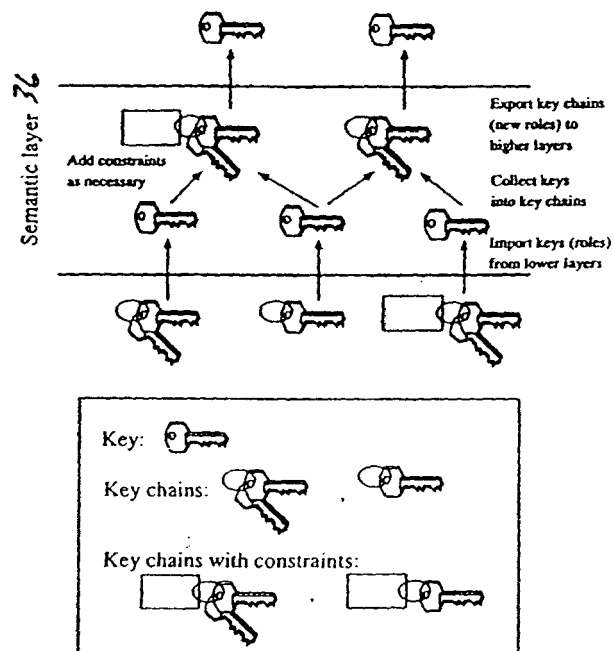 Semantic layer 36
Export key chains
(new roles) to
higher layers
Add constraints
as necessary
Collect keys
into key chains
Import keys (roles)
from lower layers
Key:
Key chains:
Key chains with constraints: